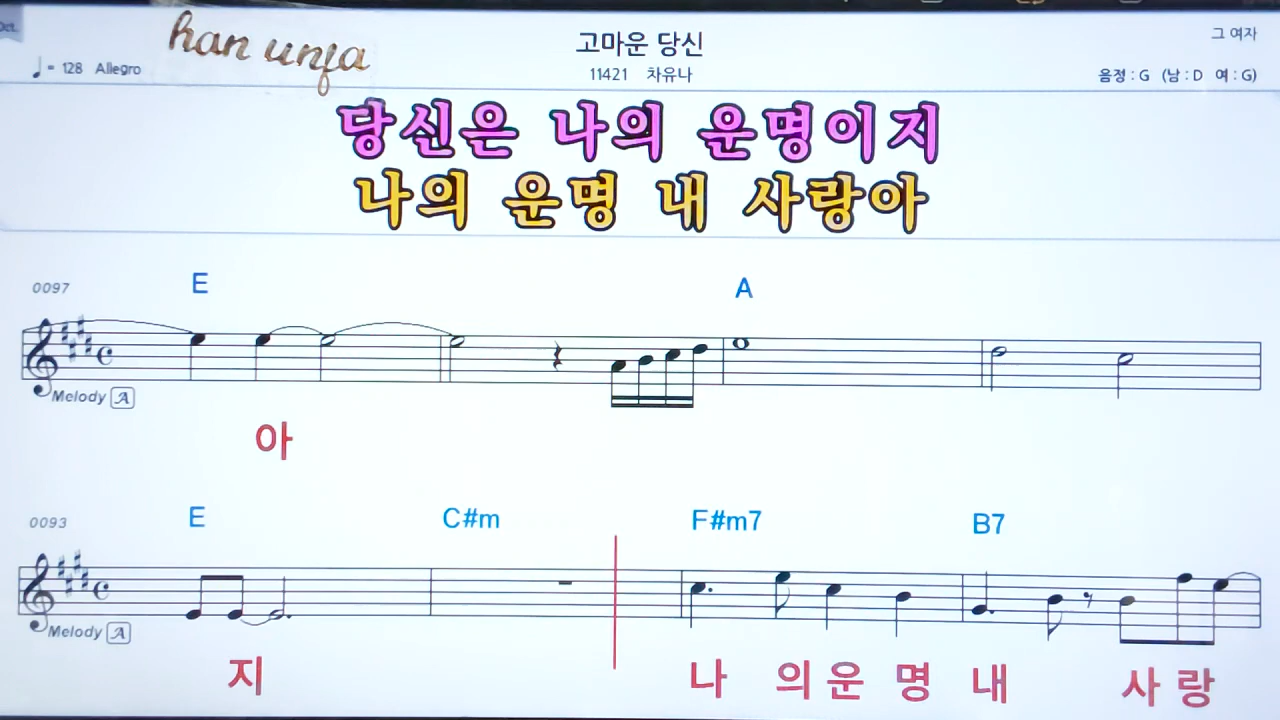 Oct.
han unja
고마운 당신
그 여자
♩= 128 Allegro
11421 차유나
음정 : G (남 : D 여 : G)
당신은 나의 운명이지
나의 운명 내 사랑아
0097
E A
Melody A
아
0093
E C#m F#m7 B7
Melody A
지 나 의 운 명 내 사 랑